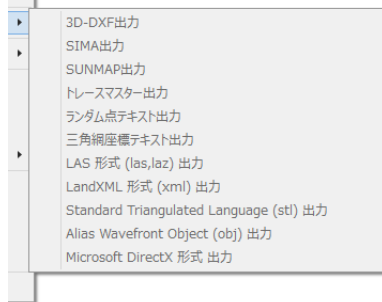 3D-DXF出力
SIMA出力
SUNMAP出力
トレースマスター出力
ランダム点テキスト出力
三角網座標テキスト出力
LAS 形式 (las,laz) 出力
LandXML 形式 (xml) 出力
Standard Triangulated Language (stl) 出力
Alias Wavefront Object (obj) 出力
Microsoft DirectX 形式 出力